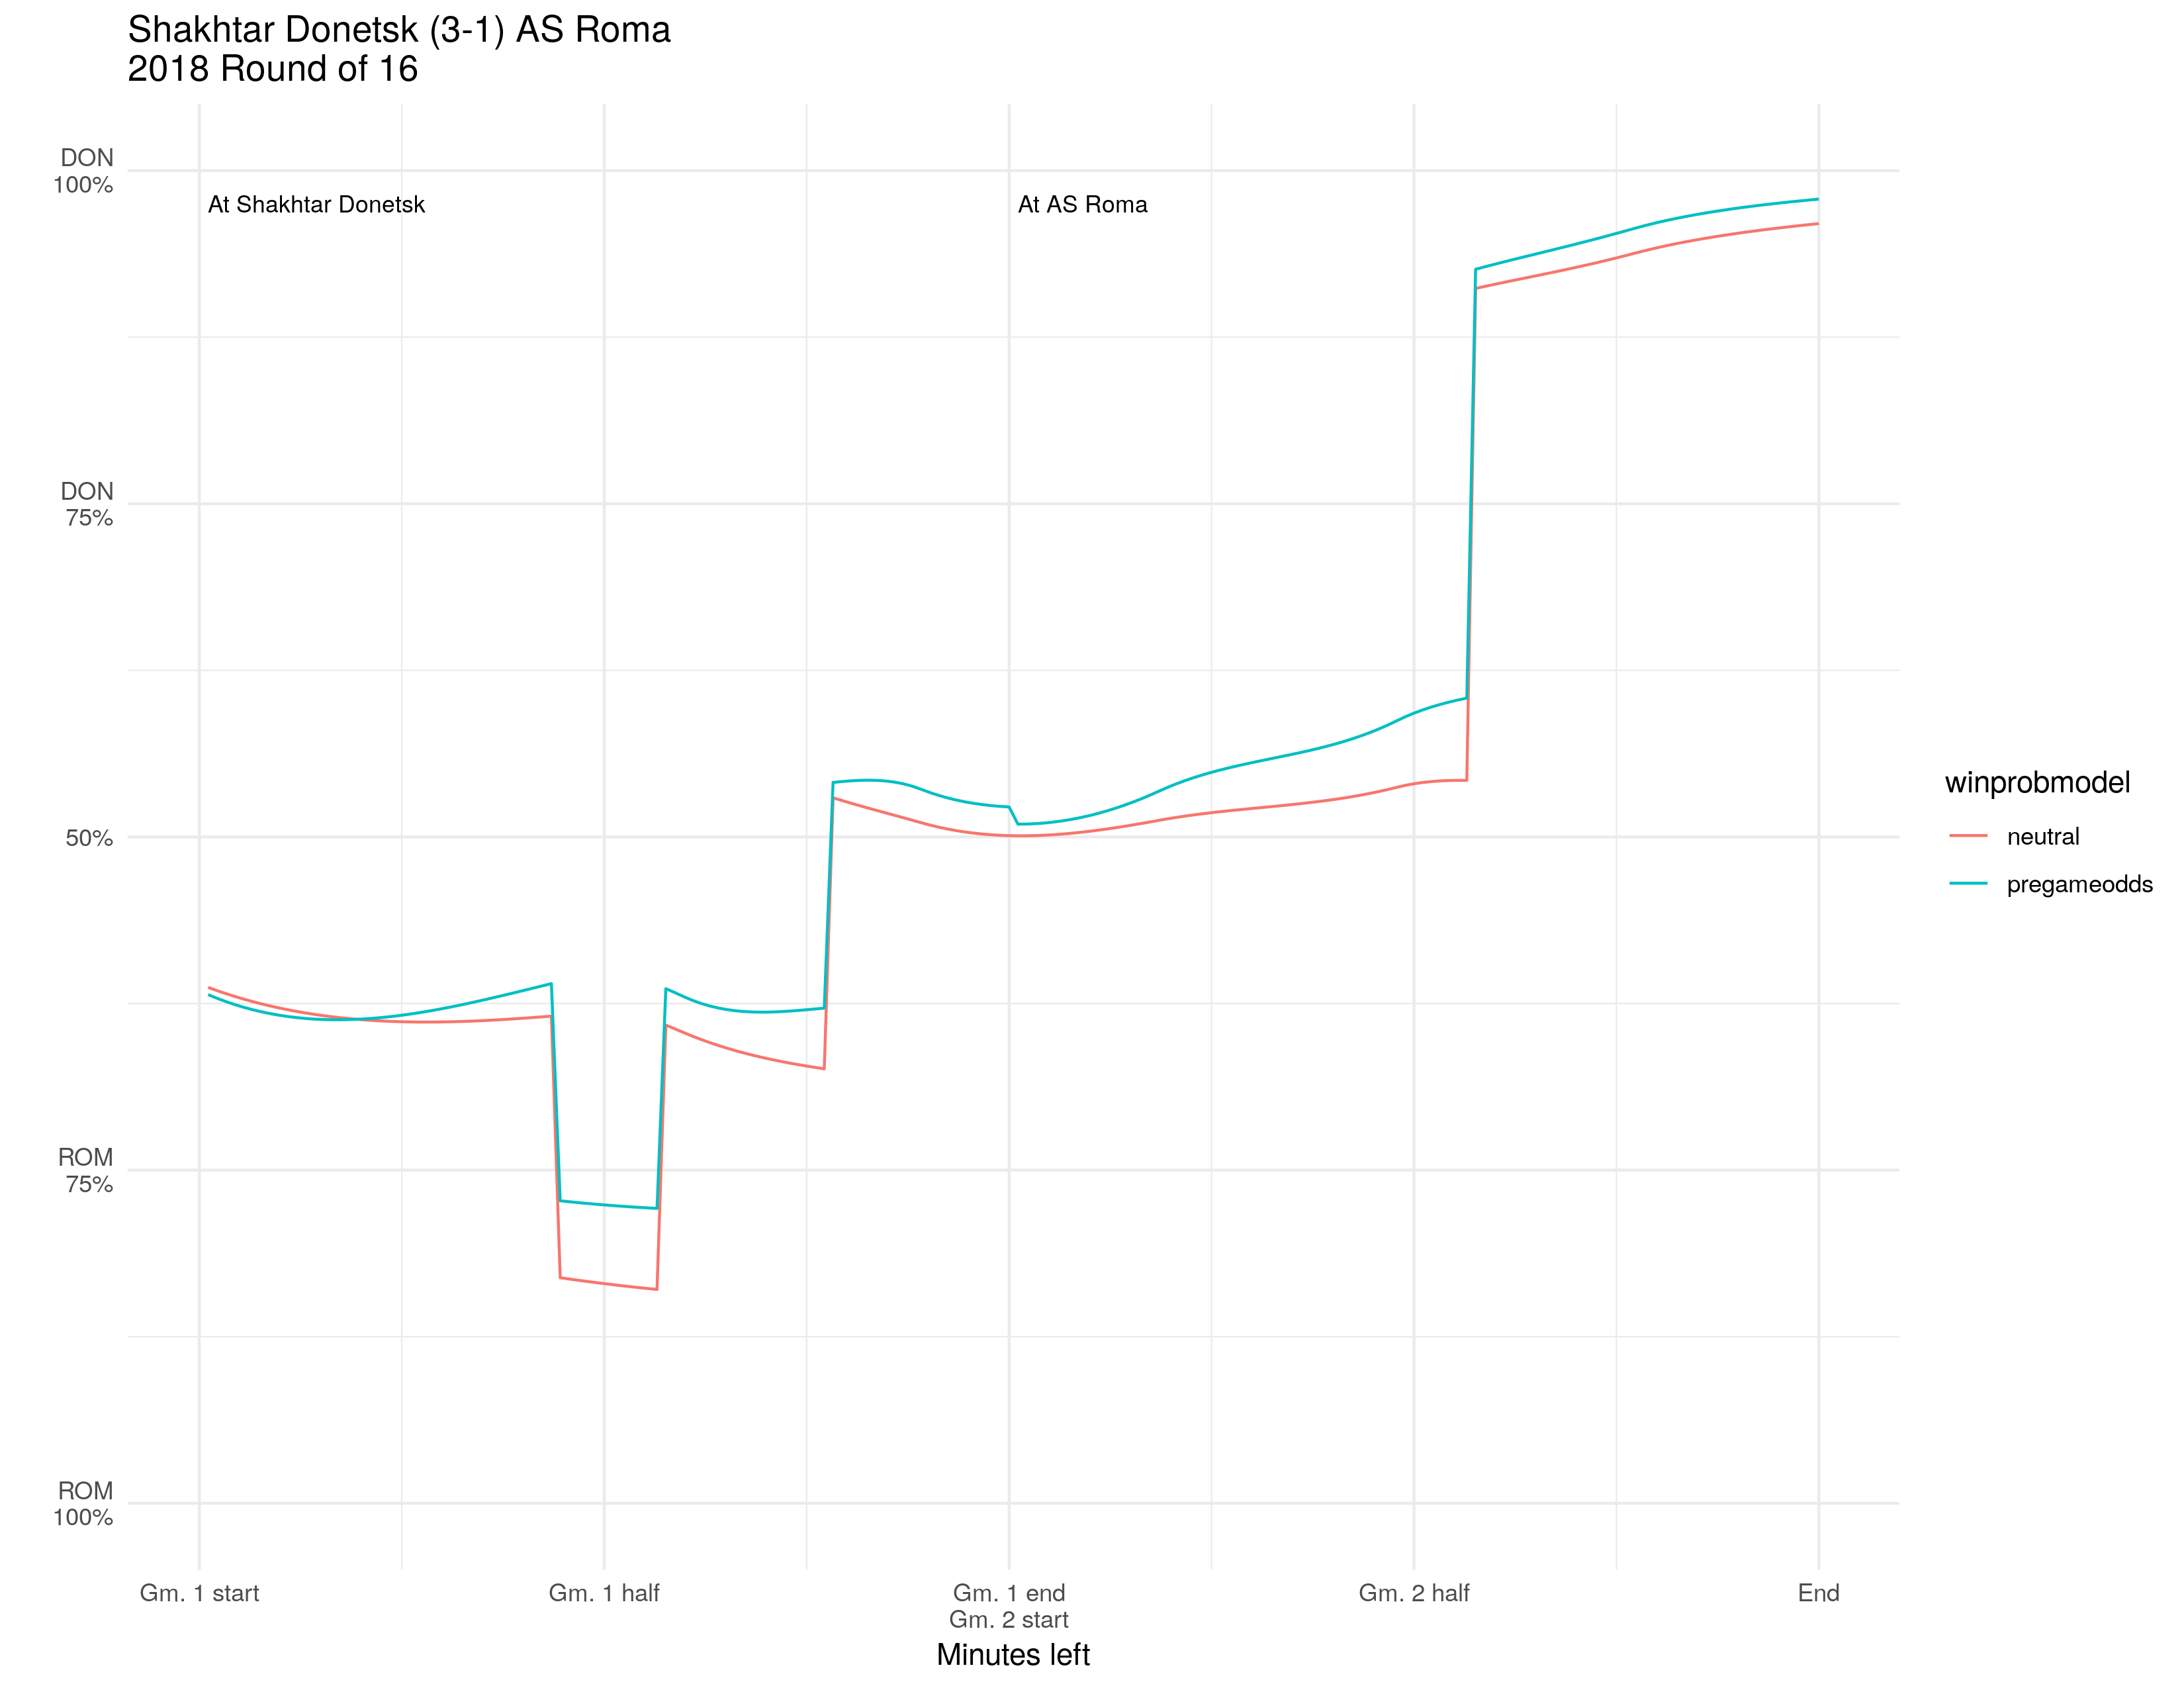 Shakhtar Donetsk (3-1) AS Roma
2018 Round of 16
DON
100%
At Shakhtar Donetsk
At AS Roma
DON
75%
50%
ROM
75%
ROM
100%
winprobmodel
neutral
pregameodds
Gm. 1 start
Gm. 1 half
Gm. 1 end
Gm. 2 start
Gm. 2 half
End
Minutes left